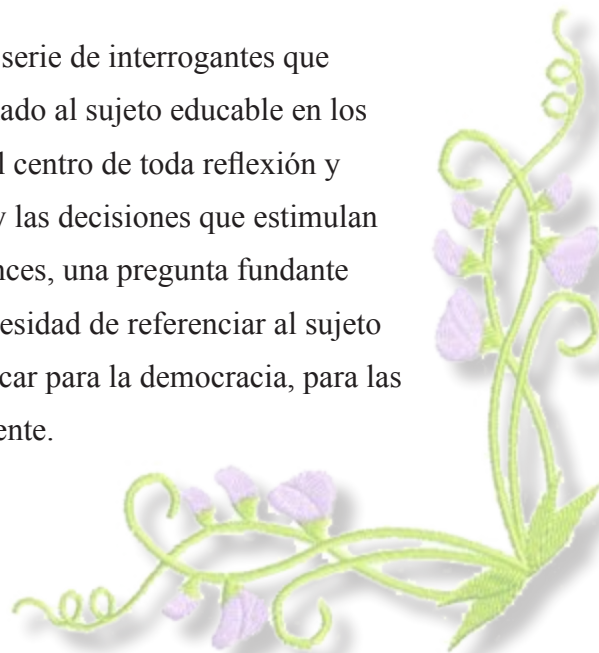 serie de interrogantes que
ado al sujeto educable en los
l centro de toda reflexión y
y las decisiones que estimulan
nces, una pregunta fundante
esidad de referenciar al sujeto
car para la democracia, para las
ente.